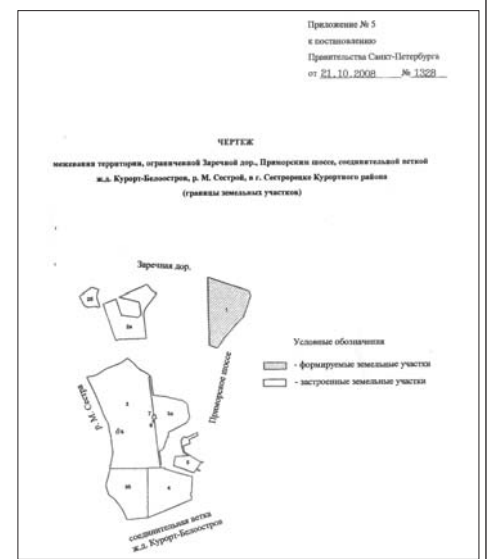 Приложение № 5
к постановлению
Правительства Санкт-Петербурга
от 21.10.2008 № 1328
ЧЕРТЕЖ
межевания территории, ограниченной Заречной дор., Приморским шоссе, соединительной веткой
ж.д. Курорт-Белоостров, р. М. Сестрой, в г. Сестрорецке Курортного района
(границы земельных участков)
Заречная дор.
1
Условные обозначения
- формируемые земельные участки
- застроенные земельные участки
Приморское шоссе
р. М. Сестра
соединительная ветка
ж.д. Курорт-Белоостров